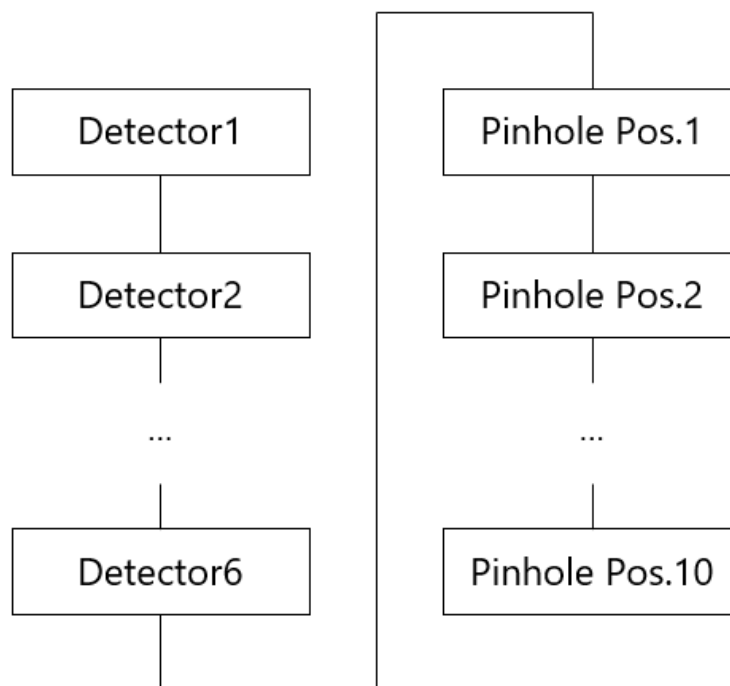 Detector1
Detector2
...
Detector6
Pinhole Pos.1
Pinhole Pos.2
...
Pinhole Pos.10